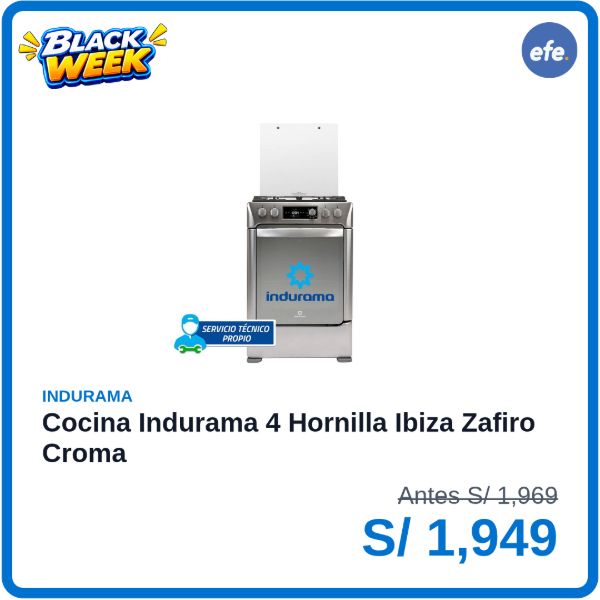 BLACK
WEEK
efe.
indurama
SERVICIO TÉCNICO
PROPIO
INDURAMA
Cocina Indurama 4 Hornilla Ibiza Zafiro
Croma
Antes S/ 1,969
S/ 1,949